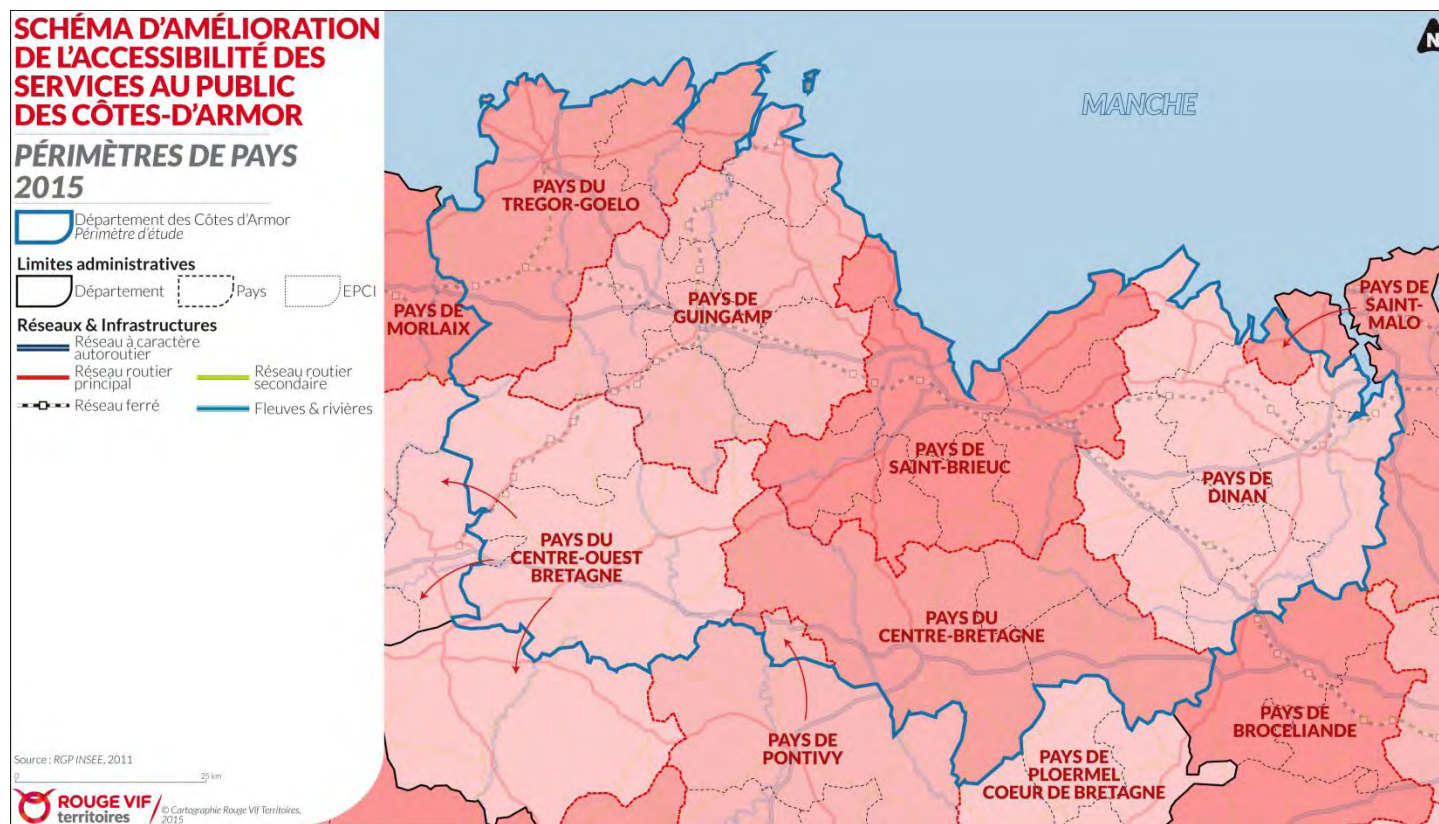 SCHÉMA D'AMÉLIORATION
DE L'ACCESSIBILITÉ DES
SERVICES AU PUBLIC
DES CÔTES-D'ARMOR
PÉRIMÈTRES DE PAYS
2015
Département des Côtes d'Armor
Périmètre d'étude
Limites administratives
Département
Pays
EPCI
Réseaux & Infrastructures
Réseau à caractère
autoroutier
Réseau routier
principal
Réseau routier
secondaire
Réseau ferré
Fleuves & rivières
Source : RGP INSEE, 2011
0
25 km
ROUGE VIF
territoires
© Cartographie Rouge Vif Territoires,
2015
N
MANCHE
PAYS DU
TREGOR-GOELO
PAYS DE
MORLAIX
PAYS DE
GUINGAMP
PAYS DE
SAINT-
MALO
PAYS DE
SAINT-BRIEUC
PAYS DE
DINAN
PAYS DU
CENTRE-OUEST
BRETAGNE
PAYS DU
CENTRE-BRETAGNE
PAYS DE
PONTIVY
PAYS DE
PLOERMEL
COEUR DE BRETAGNE
PAYS DE
BROCELIANDE